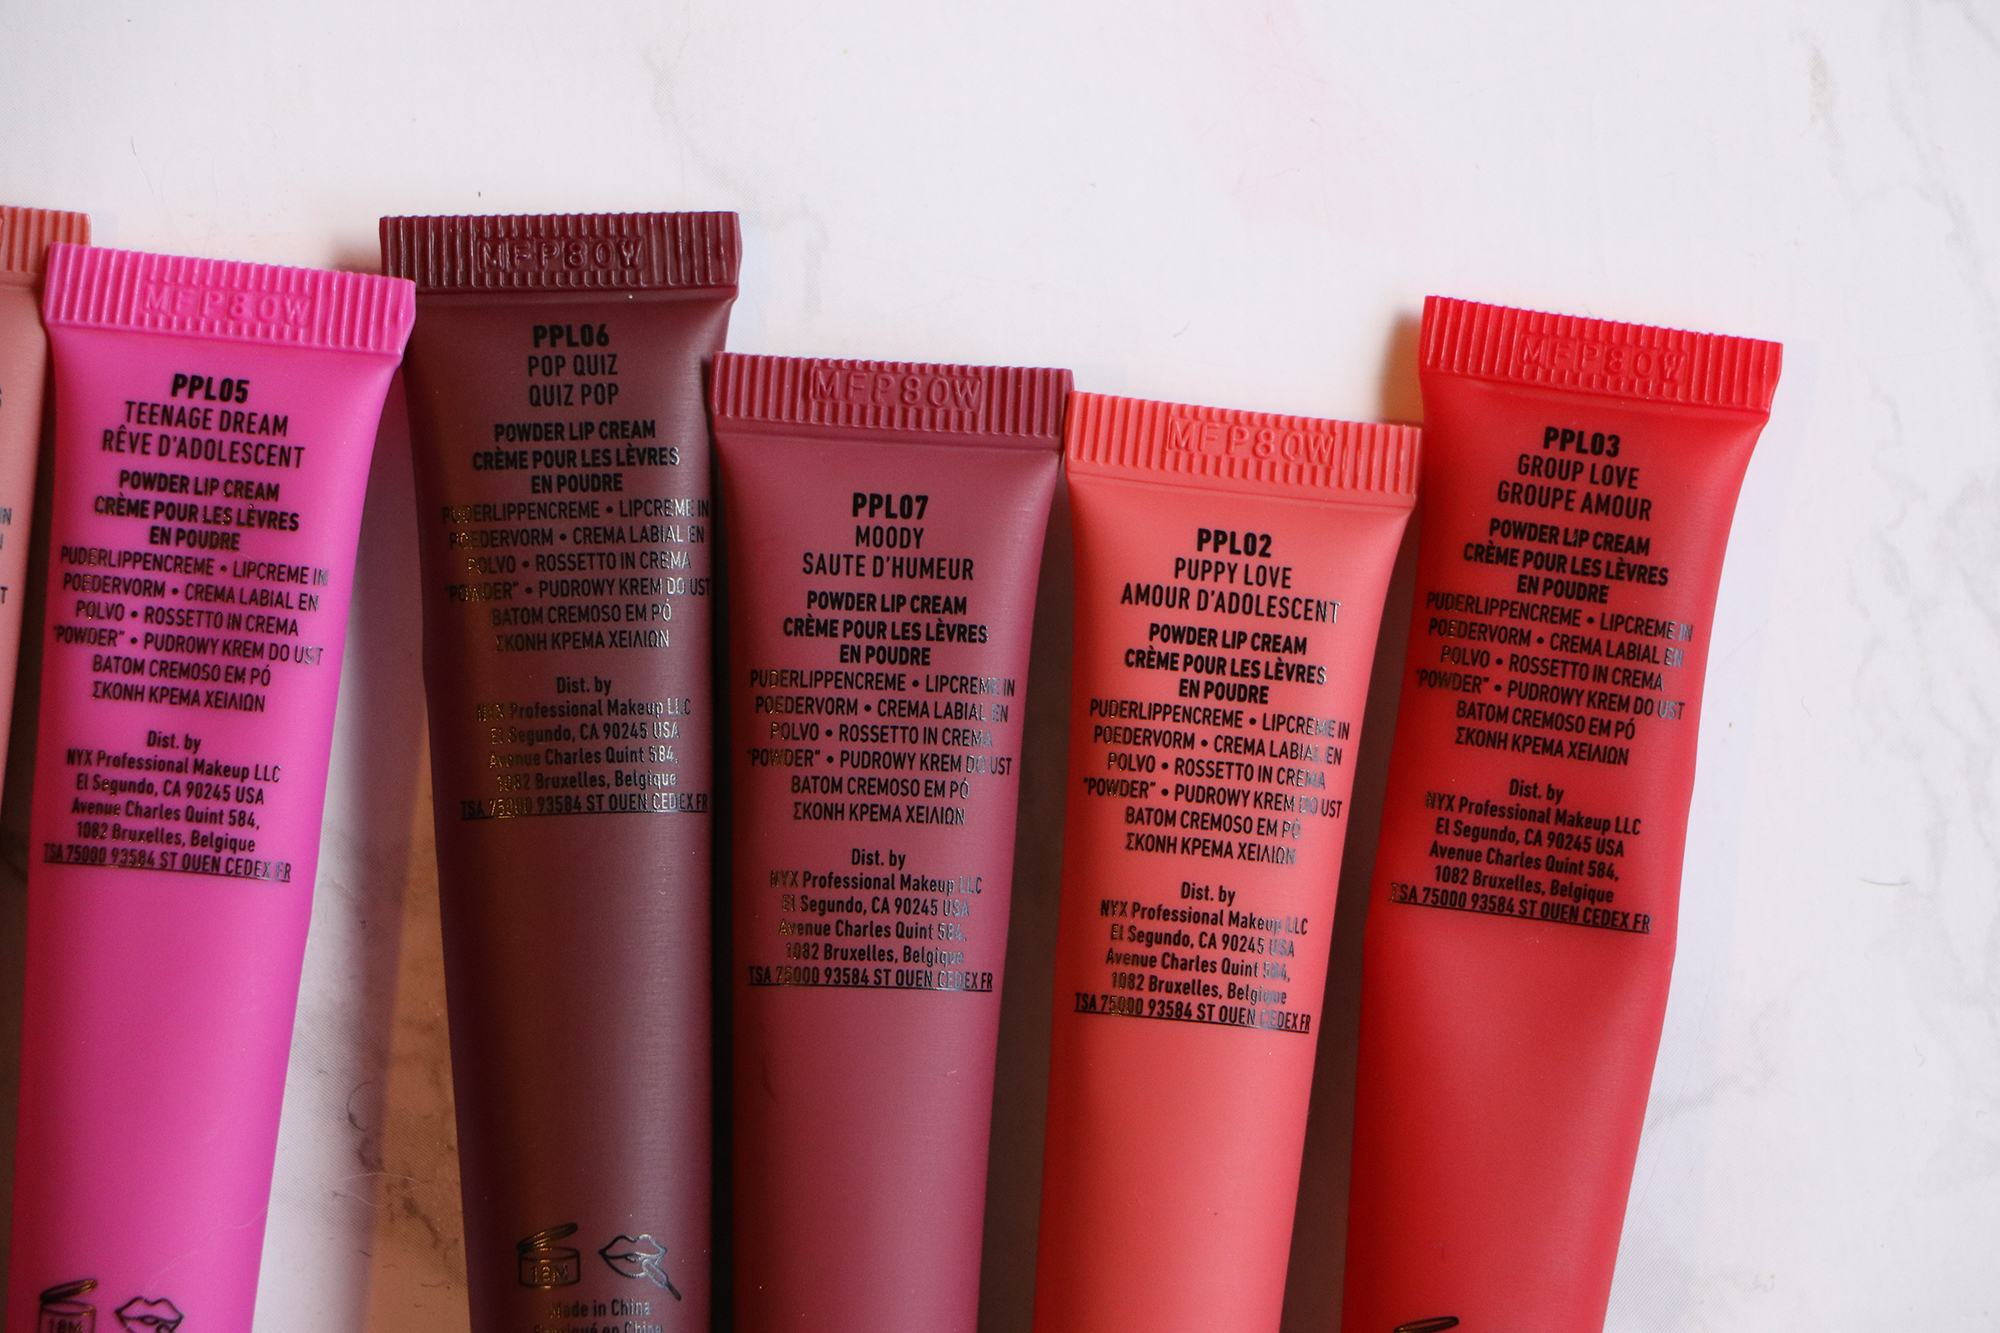 MFP80W
PPL05
TEENAGE DREAM
RÊVE D'ADOLESCENT
POWDER LIP CREAM
CRÈME POUR LES LÈVRES
EN POUDRE
PUDERLIPPENCREME • LIPCREME IN
POEDERVORM • CREMA LABIAL EN
POLVO • ROSSETTO IN CREMA
"POWDER" • PUDROWY KREM DO UST
BATOM CREMOSO EM PÓ
ΣΚΟΝΗ ΚΡΕΜΑ ΧΕΙΛΙΩΝ
Dist. by
NYX Professional Makeup LLC
El Segundo, CA 90245 USA
Avenue Charles Quint 584,
1082 Bruxelles, Belgique
TSA 75000 93584 ST OUEN CEDEX FR
18M
MFP80W
PPL06
POP QUIZ
QUIZ POP
POWDER LIP CREAM
CRÈME POUR LES LÈVRES
EN POUDRE
PUDERLIPPENCREME • LIPCREME IN
POEDERVORM • CREMA LABIAL EN
POLVO • ROSSETTO IN CREMA
"POWDER" • PUDROWY KREM DO UST
BATOM CREMOSO EM PÓ
ΣΚΟΝΗ ΚΡΕΜΑ ΧΕΙΛΙΩΝ
Dist. by
NYX Professional Makeup LLC
El Segundo, CA 90245 USA
Avenue Charles Quint 584,
1082 Bruxelles, Belgique
TSA 75000 93584 ST OUEN CEDEX FR
18M
Made in China
Fabriqué en China
MFP80W
PPL07
MOODY
SAUTE D'HUMEUR
POWDER LIP CREAM
CRÈME POUR LES LÈVRES
EN POUDRE
PUDERLIPPENCREME • LIPCREME IN
POEDERVORM • CREMA LABIAL EN
POLVO • ROSSETTO IN CREMA
"POWDER" • PUDROWY KREM DO UST
BATOM CREMOSO EM PÓ
ΣΚΟΝΗ ΚΡΕΜΑ ΧΕΙΛΙΩΝ
Dist. by
NYX Professional Makeup LLC
El Segundo, CA 90245 USA
Avenue Charles Quint 584,
1082 Bruxelles, Belgique
TSA 75000 93584 ST OUEN CEDEX FR
MFP80W
PPL02
PUPPY LOVE
AMOUR D'ADOLESCENT
POWDER LIP CREAM
CRÈME POUR LES LÈVRES
EN POUDRE
PUDERLIPPENCREME • LIPCREME IN
POEDERVORM • CREMA LABIAL EN
POLVO • ROSSETTO IN CREMA
"POWDER" • PUDROWY KREM DO UST
BATOM CREMOSO EM PÓ
ΣΚΟΝΗ ΚΡΕΜΑ ΧΕΙΛΙΩΝ
Dist. by
NYX Professional Makeup LLC
El Segundo, CA 90245 USA
Avenue Charles Quint 584,
1082 Bruxelles, Belgique
TSA 75000 93584 ST OUEN CEDEX FR
MFP80W
PPL03
GROUP LOVE
GROUPE AMOUR
POWDER LIP CREAM
CRÈME POUR LES LÈVRES
EN POUDRE
PUDERLIPPENCREME • LIPCREME IN
POEDERVORM • CREMA LABIAL EN
POLVO • ROSSETTO IN CREMA
"POWDER" • PUDROWY KREM DO UST
BATOM CREMOSO EM PÓ
ΣΚΟΝΗ ΚΡΕΜΑ ΧΕΙΛΙΩΝ
Dist. by
NYX Professional Makeup LLC
El Segundo, CA 90245 USA
Avenue Charles Quint 584,
1082 Bruxelles, Belgique
TSA 75000 93584 ST OUEN CEDEX FR